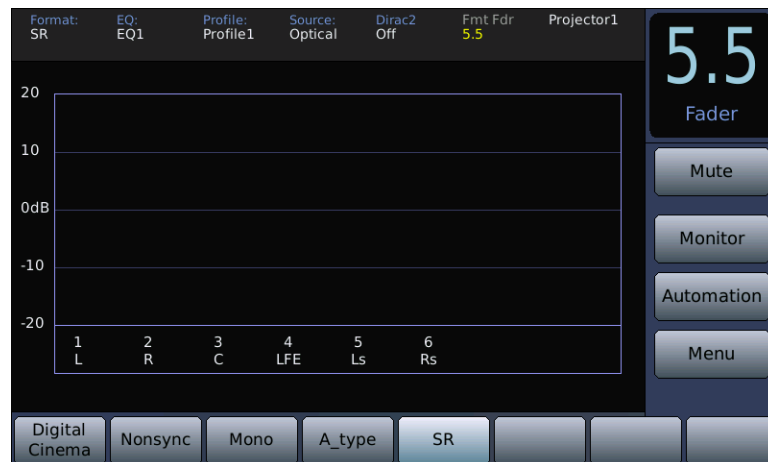 Format: EQ: Profile: Source: Dirac2 Fmt Fdr Projector1
SR EQ1 Profile1 Optical Off 5.5
5.5
Fader
20
10
0dB
-10
-20
1 2 3 4 5 6
L R C LFE Ls Rs
Mute
Monitor
Automation
Menu
Digital
Cinema
Nonsync
Mono
A_type
SR